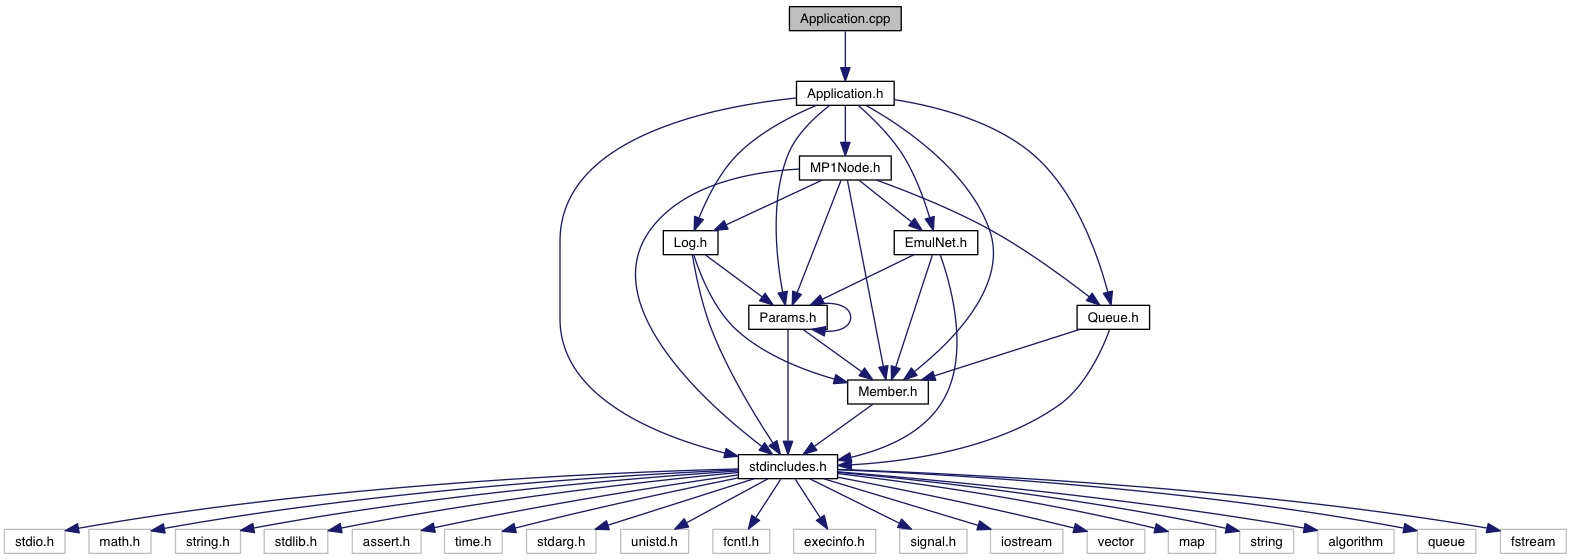 Application.cpp
Application.h
MP1Node.h
Log.h
EmulNet.h
Params.h
Queue.h
Member.h
stdincludes.h
stdio.h
math.h
string.h
stdlib.h
assert.h
time.h
stdarg.h
unistd.h
fcntl.h
execinfo.h
signal.h
iostream
vector
map
string
algorithm
queue
fstream